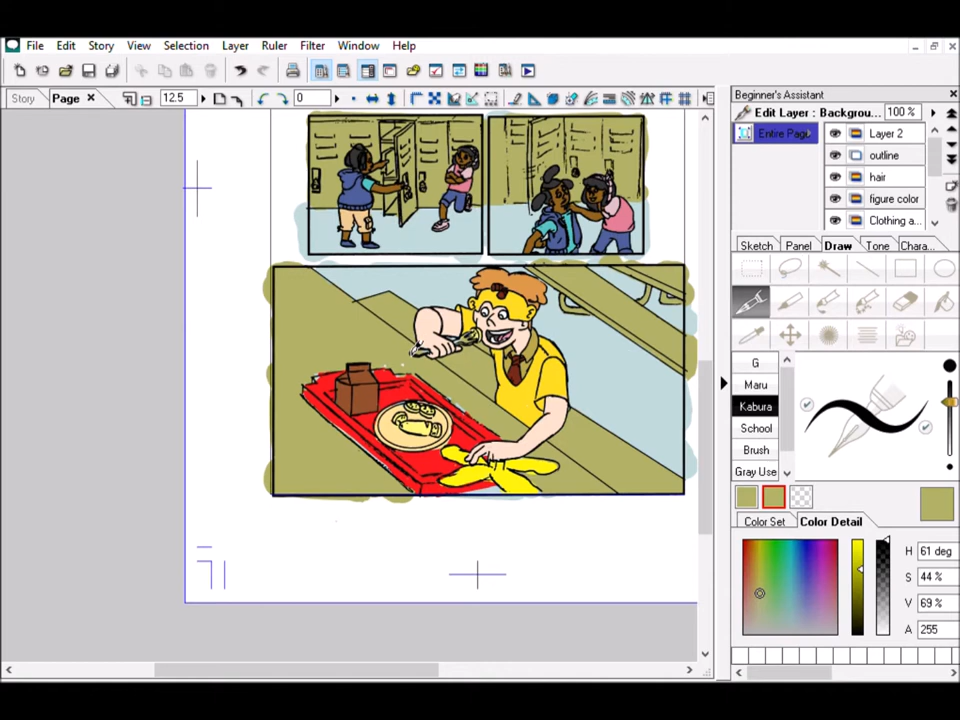 File Edit Story View Selection Layer Ruler Filter Window Help
Story Page 12.5 0
Beginner's Assistant
Edit Layer : Backgrou... 100 %
Entire Page
Layer 2
outline
hair
figure color
Clothing a...
Sketch Panel Draw Tone Chara...
G
Maru
Kabura
School
Brush
Gray Use
Color Set Color Detail
H 61 deg
S 44 %
V 69 %
A 255